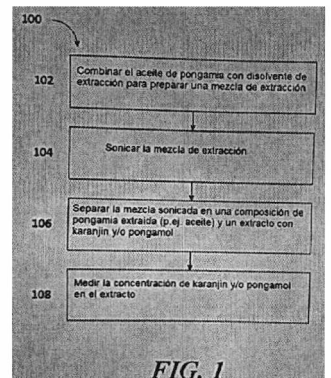 100
102
Combinar el aceite de pongamia con disolvente de
extracción para preparar una mezcla de extracción
104
Sonicar la mezcla de extracción
106
Separar la mezcla sonicada en una composición de
pongamia extraída (p.ej. aceite) y un extracto con
karanjin y/o pongamol
108
Medir la concentración de karanjin y/o pongamol
en el extracto
FIG. 1